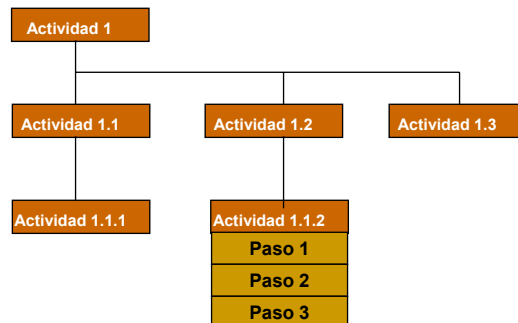 Actividad 1
Actividad 1.1
Actividad 1.2
Actividad 1.3
Actividad 1.1.1
Actividad 1.1.2
Paso 1
Paso 2
Paso 3